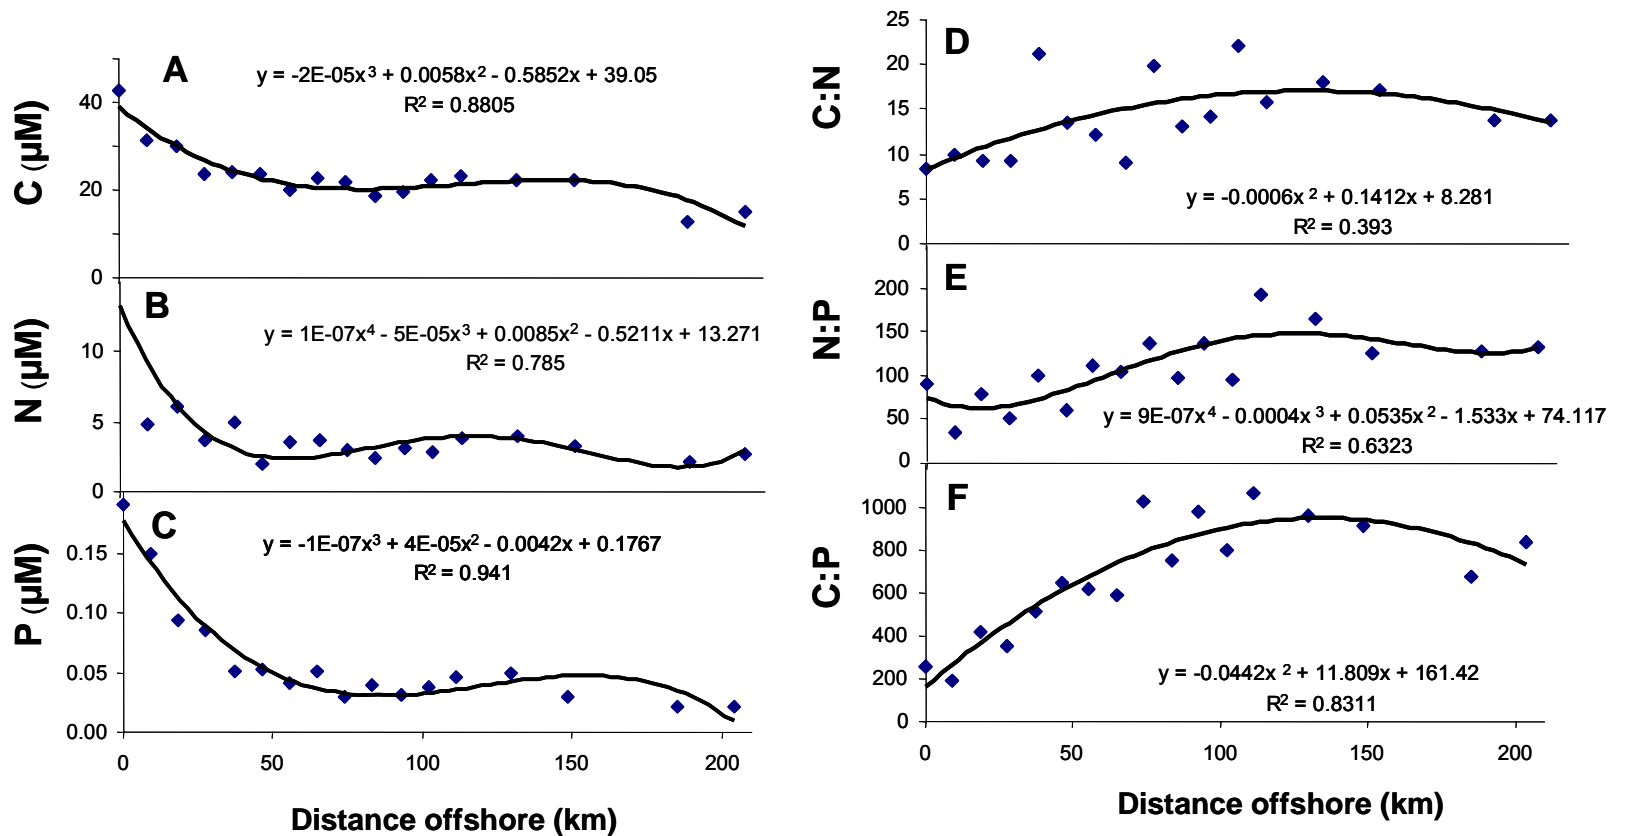 A
y = -2E-05x³ + 0.0058x² - 0.5852x + 39.05
R² = 0.8805
C (µM)
40
20
0
B
y = 1E-07x⁴ - 5E-05x³ + 0.0085x² - 0.5211x + 13.271
R² = 0.785
N (µM)
10
5
0
C
y = -1E-07x³ + 4E-05x² - 0.0042x + 0.1767
R² = 0.941
P (µM)
0.15
0.10
0.05
0.00
0 50 100 150 200
Distance offshore (km)
D
C:N
25
20
15
10
5
0
y = -0.0006x² + 0.1412x + 8.281
R² = 0.393
E
N:P
200
150
100
50
0
y = 9E-07x⁴ - 0.0004x³ + 0.0535x² - 1.533x + 74.117
R² = 0.6323
F
C:P
1000
800
600
400
200
0
y = -0.0442x² + 11.809x + 161.42
R² = 0.8311
0 50 100 150 200
Distance offshore (km)